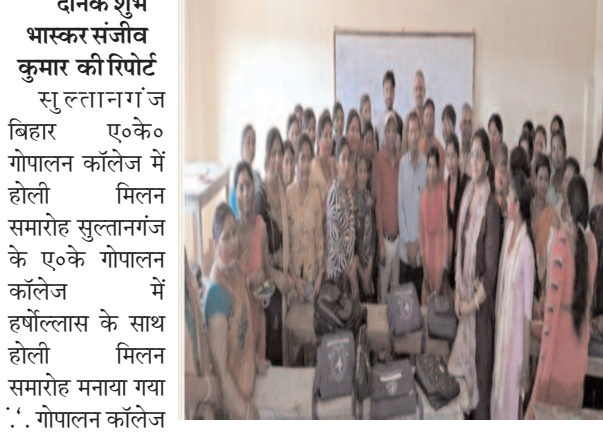 दैनिक शुभ
भास्कर संजीव
कुमार की रिपोर्ट
सुल्तानगंज
बिहार ए०के०
गोपालन कॉलेज में
होली मिलन
समारोह सुल्तानगंज
के ए०के गोपालन
कॉलेज में
हर्षोल्लास के साथ
होली मिलन
समारोह मनाया गया
गोपालन कॉलेज